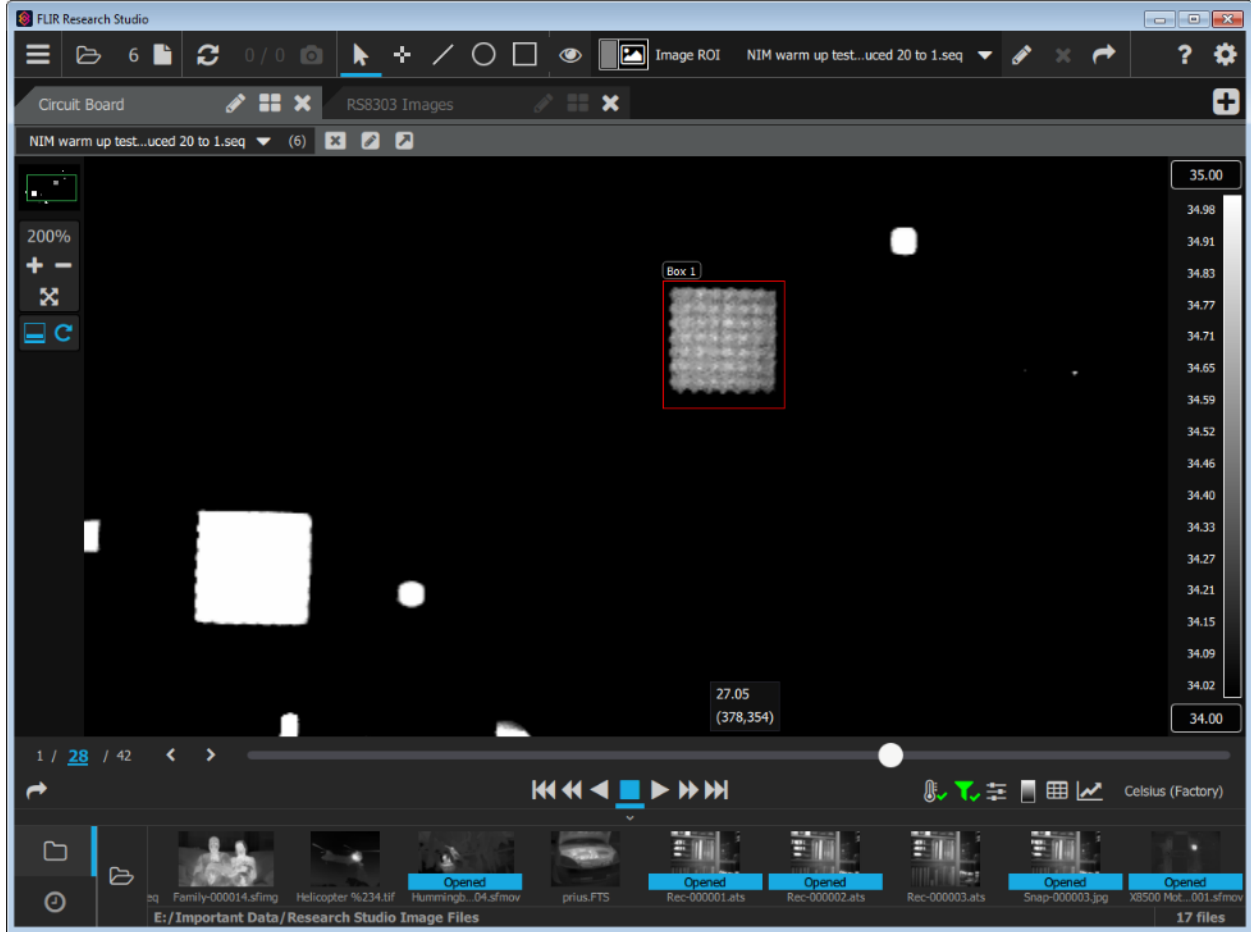 FLIR Research Studio
6 0 / 0 Image ROI NIM warm up test...uced 20 to 1.seq ?
Circuit Board RS8303 Images
NIM warm up test...uced 20 to 1.seq (6)
200%
Box 1
35.00
34.98
34.91
34.83
34.77
34.71
34.65
34.59
34.52
34.46
34.40
34.33
34.27
34.21
34.15
34.09
34.02
34.00
27.05
(378,354)
1 / 28 / 42
Celsius (Factory)
Opened Opened Opened Opened Opened
eq Family-000014.sfimg Helicopter %234.tif Hummingb...04.sfmov prius.FTS Rec-000001.ats Rec-000002.ats Rec-000003.ats Snap-000003.jpg X8500 Mot...001.sfmov
E:/Important Data/Research Studio Image Files 17 files